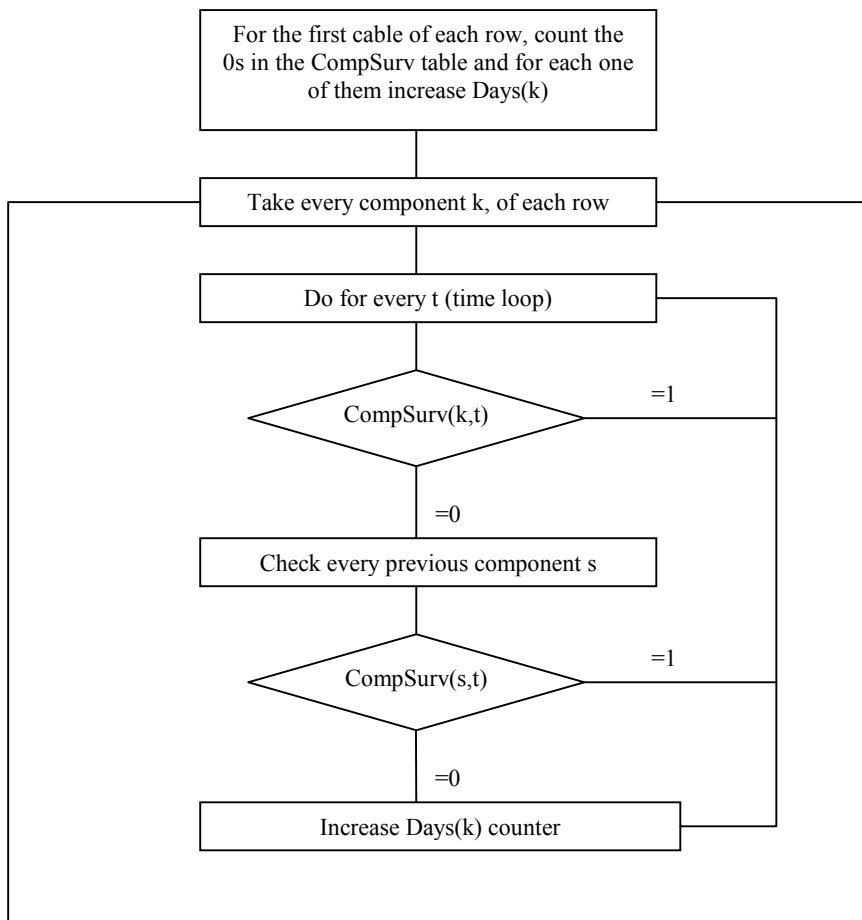 For the first cable of each row, count the
0s in the CompSurv table and for each one
of them increase Days(k)
Take every component k, of each row
Do for every t (time loop)
CompSurv(k,t)
=1
=0
Check every previous component s
CompSurv(s,t)
=1
=0
Increase Days(k) counter